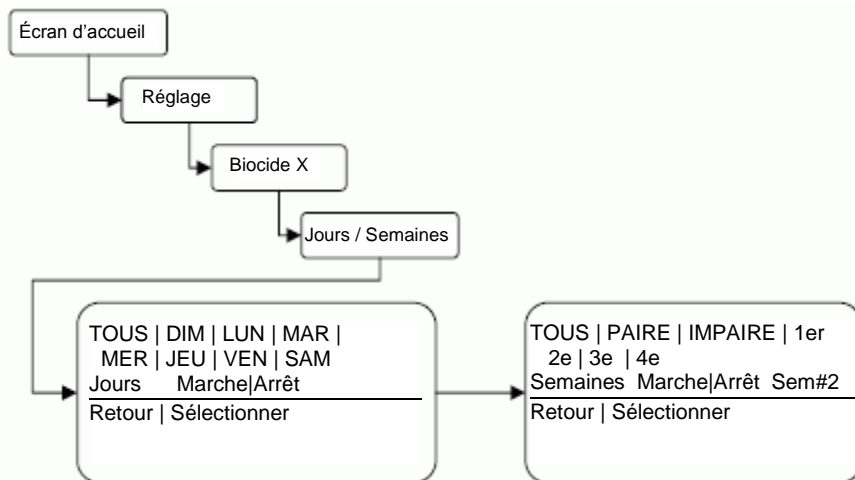 Écran d'accueil
Réglage
Biocide X
Jours / Semaines
TOUS | DIM | LUN | MAR |
MER | JEU | VEN | SAM
Jours Marche|Arrêt
Retour | Sélectionner
TOUS | PAIRE | IMPAIRE | 1er
2e | 3e | 4e
Semaines Marche|Arrêt Sem#2
Retour | Sélectionner